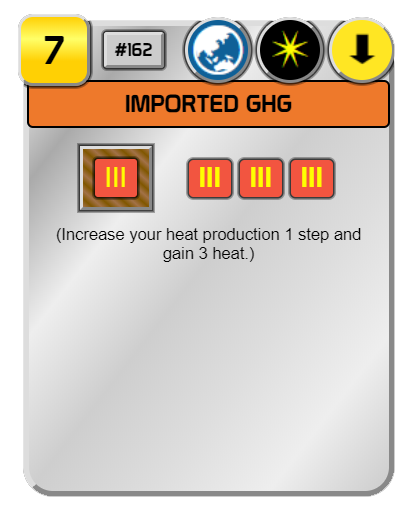 7
#162
IMPORTED GHG
(Increase your heat production 1 step and
gain 3 heat.)